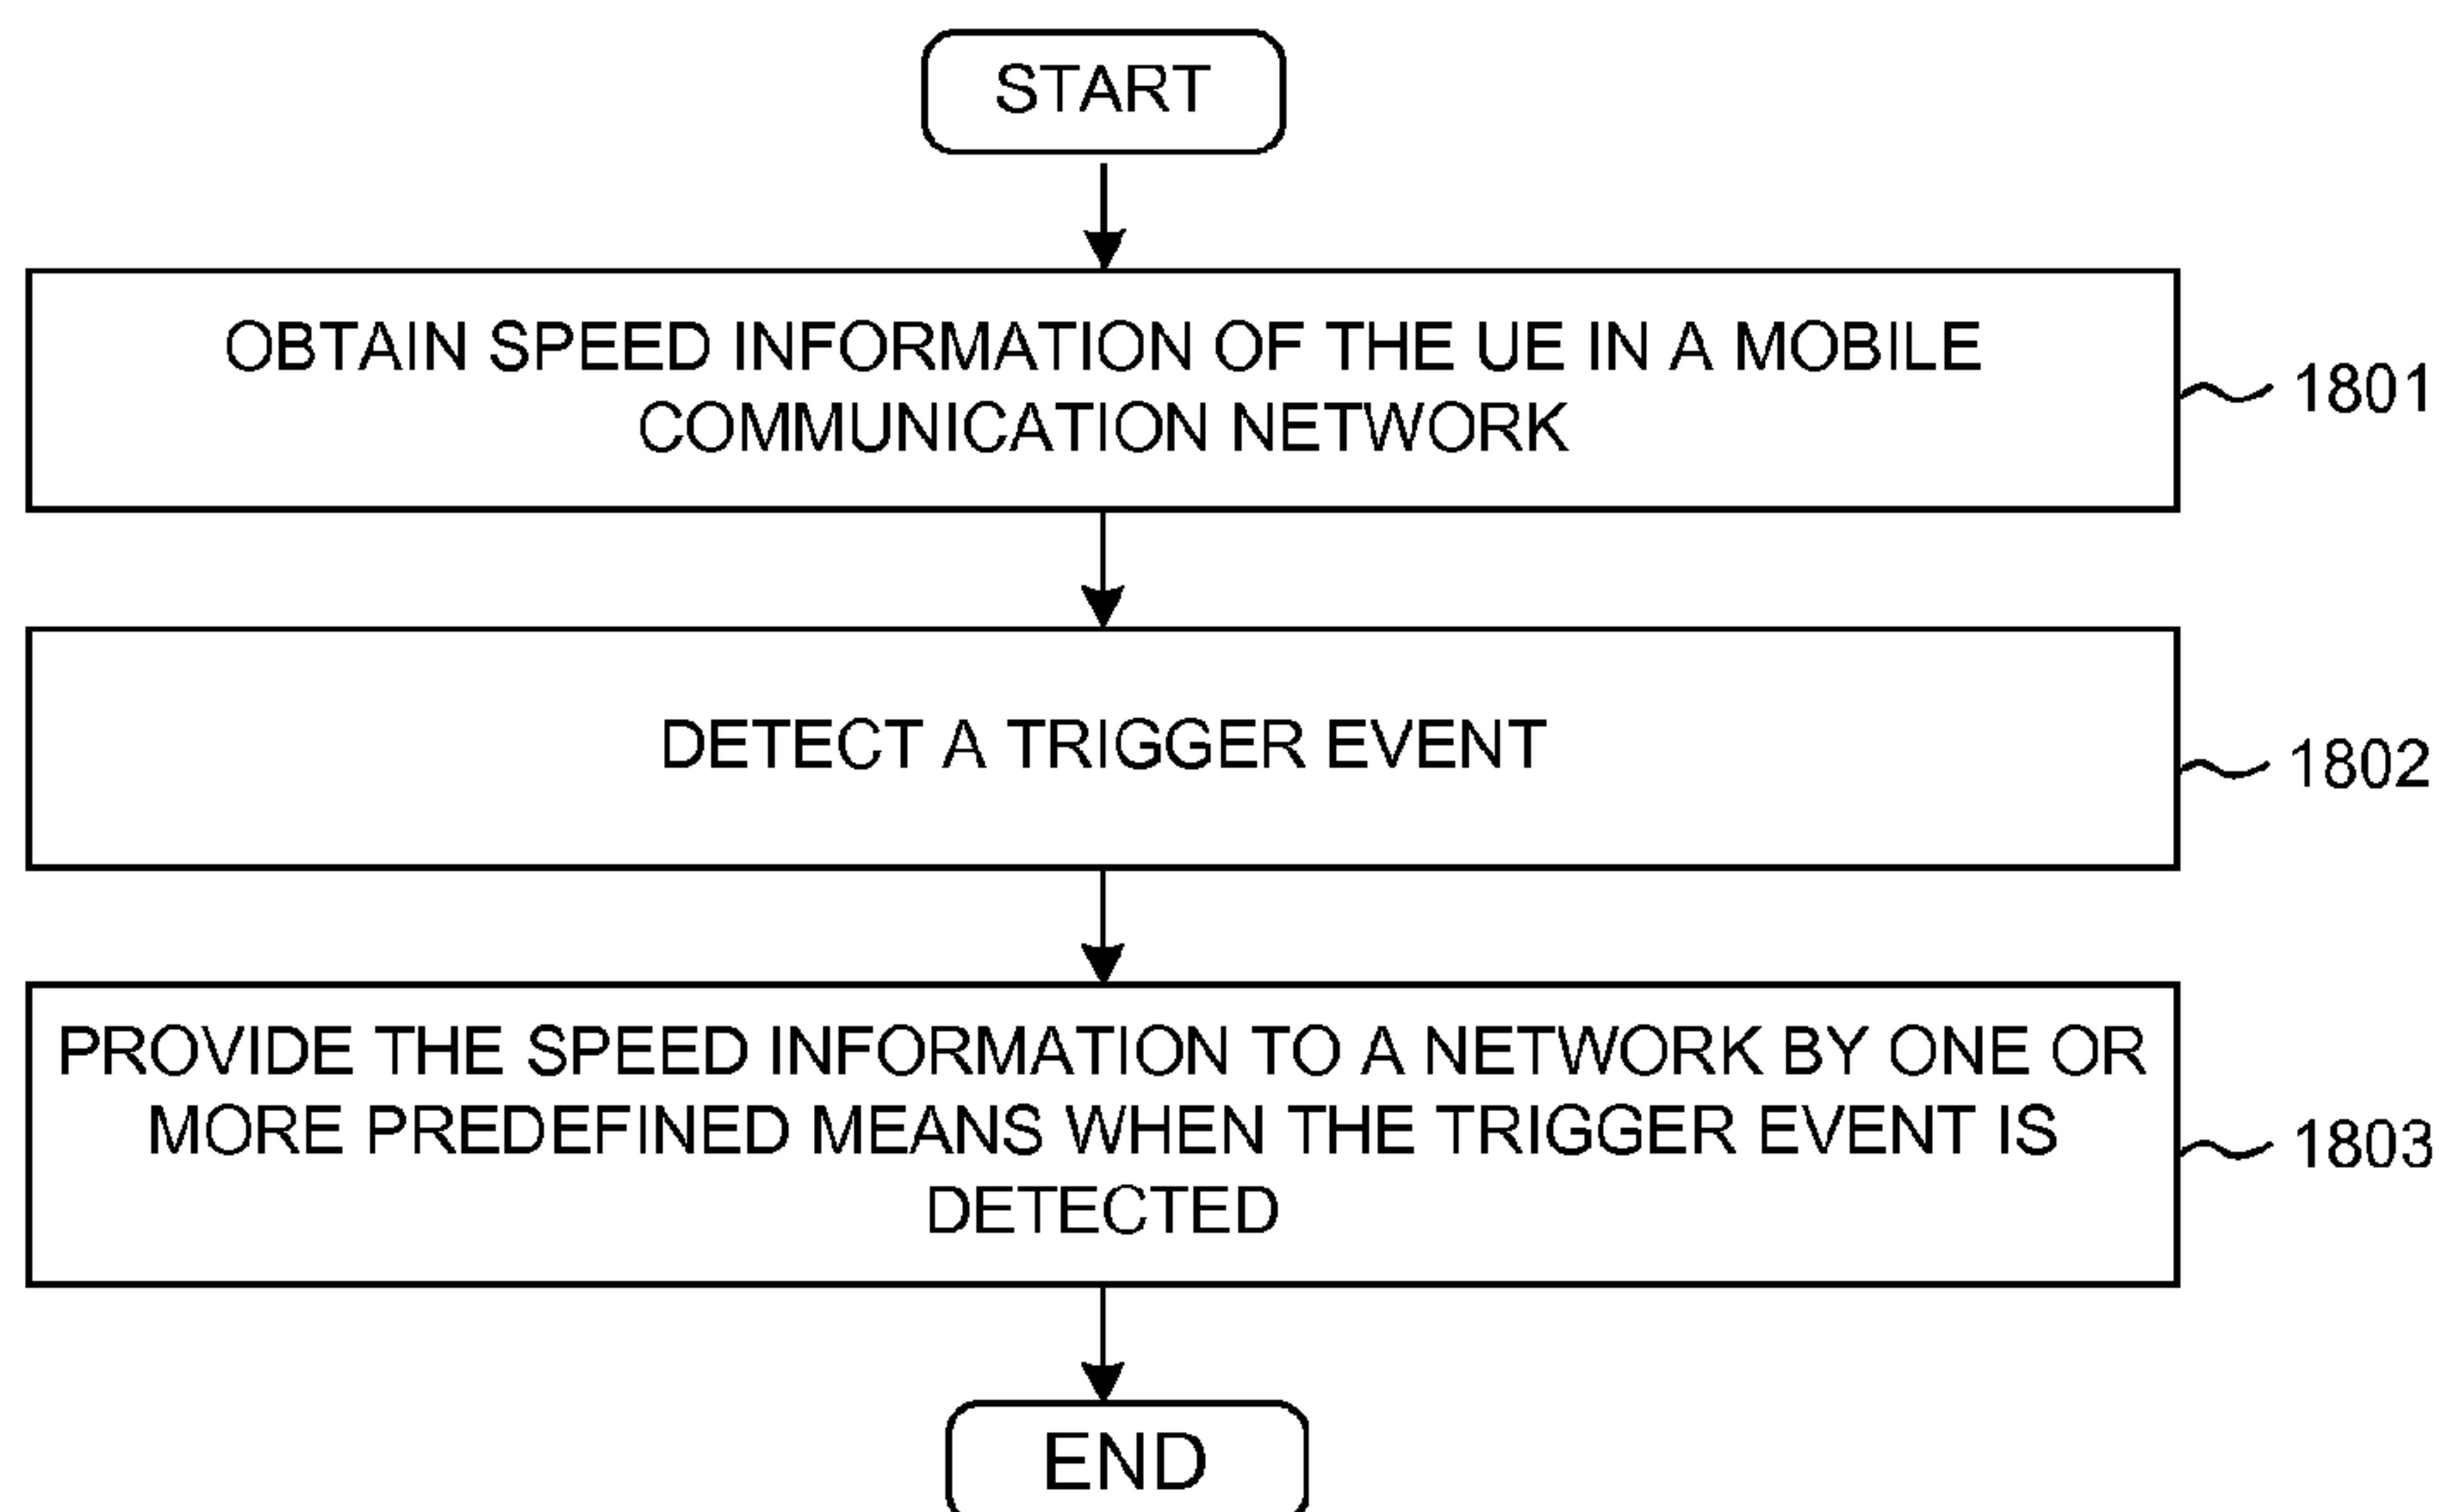 START
OBTAIN SPEED INFORMATION OF THE UE IN A MOBILE
COMMUNICATION NETWORK
1801
DETECT A TRIGGER EVENT
1802
PROVIDE THE SPEED INFORMATION TO A NETWORK BY ONE OR
MORE PREDEFINED MEANS WHEN THE TRIGGER EVENT IS
DETECTED
1803
END